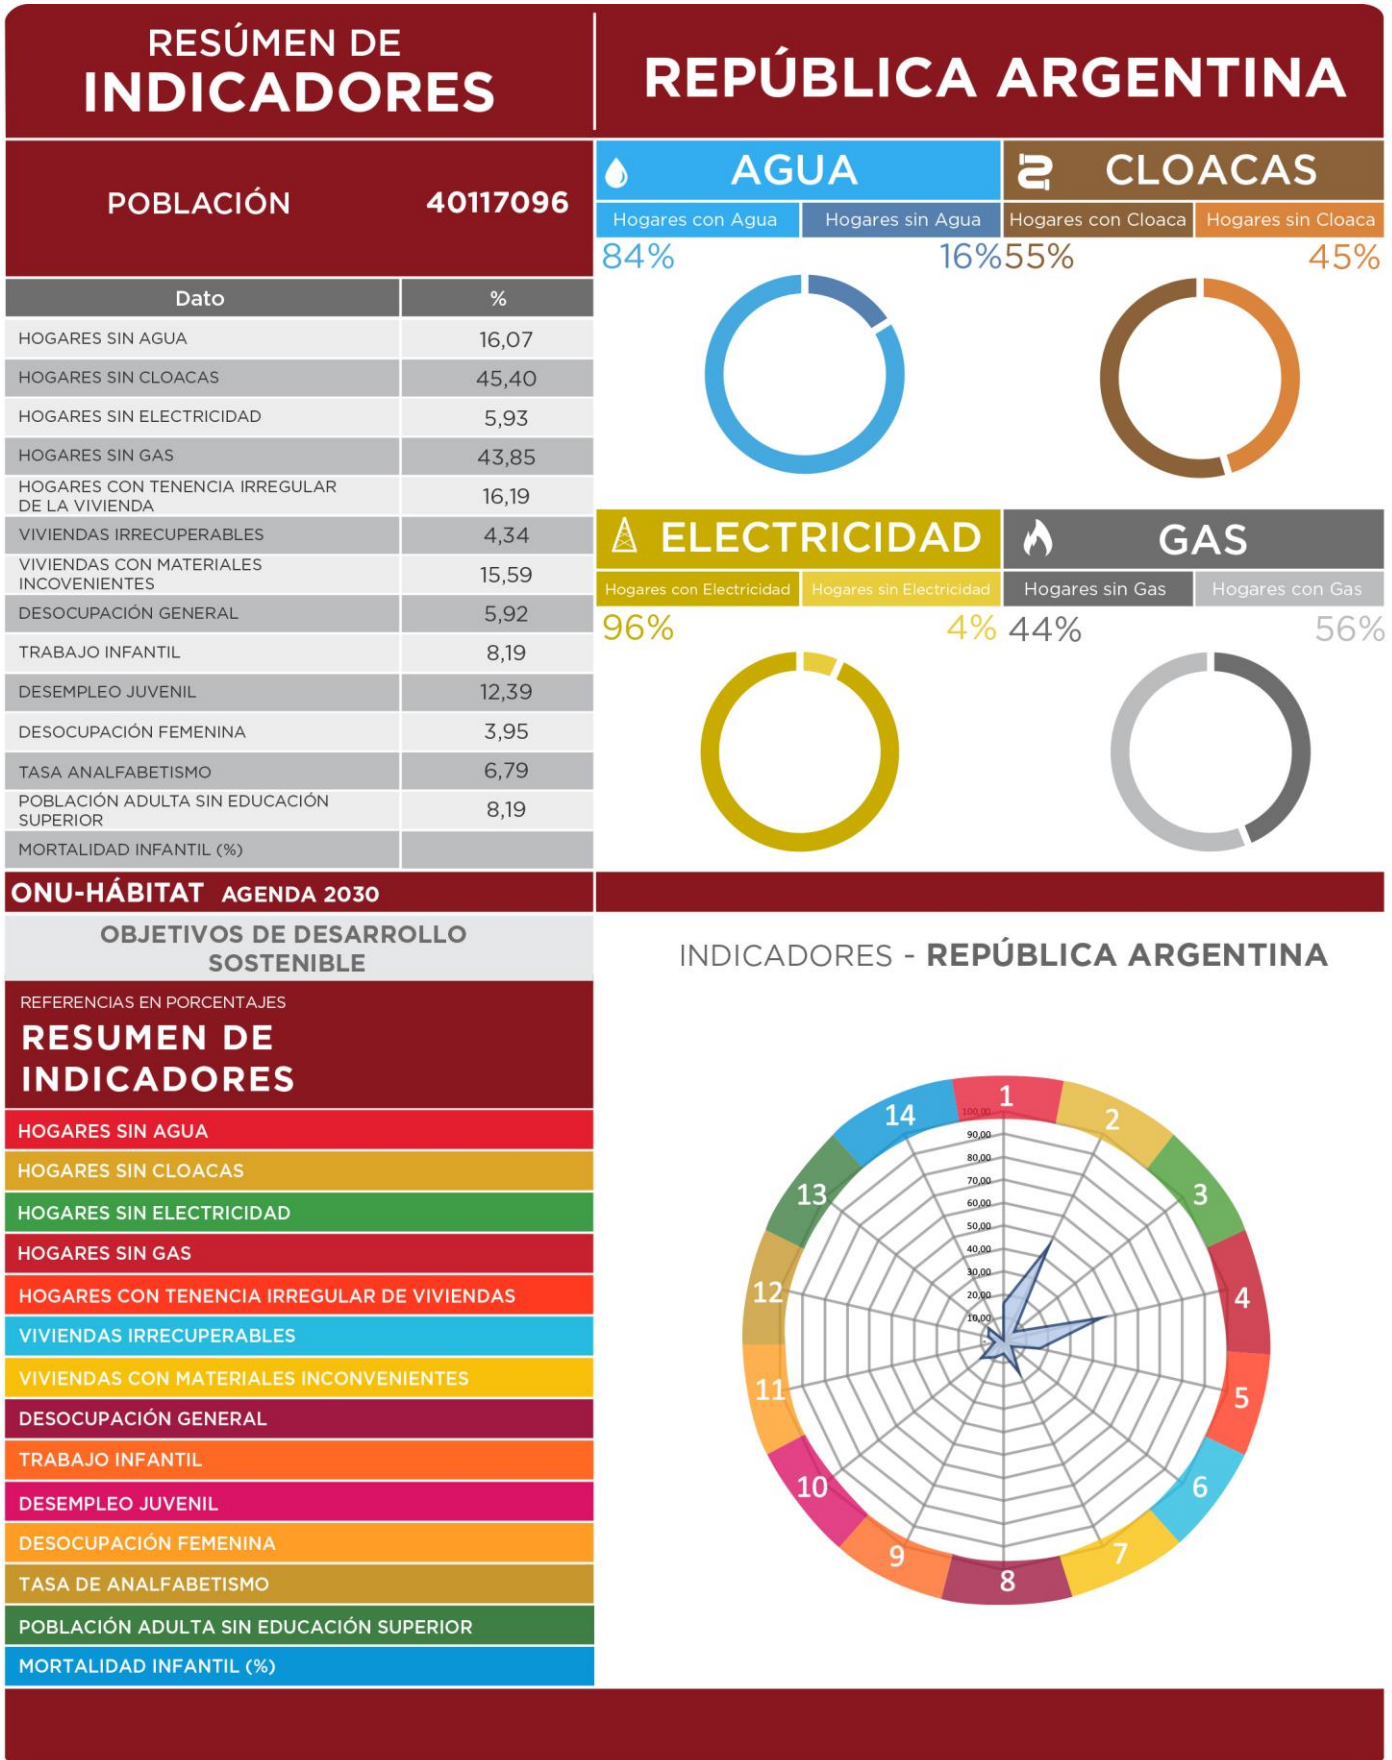 RESÚMEN DE
INDICADORES
REPÚBLICA ARGENTINA
POBLACIÓN 40117096
Dato %
HOGARES SIN AGUA 16,07
HOGARES SIN CLOACAS 45,40
HOGARES SIN ELECTRICIDAD 5,93
HOGARES SIN GAS 43,85
HOGARES CON TENENCIA IRREGULAR
DE LA VIVIENDA 16,19
VIVIENDAS IRRECUPERABLES 4,34
VIVIENDAS CON MATERIALES
INCOVENIENTES 15,59
DESOCUPACIÓN GENERAL 5,92
TRABAJO INFANTIL 8,19
DESEMPLEO JUVENIL 12,39
DESOCUPACIÓN FEMENINA 3,95
TASA ANALFABETISMO 6,79
POBLACIÓN ADULTA SIN EDUCACIÓN
SUPERIOR 8,19
MORTALIDAD INFANTIL (%)
AGUA
Hogares con Agua Hogares sin Agua
84% 16%
CLOACAS
Hogares con Cloaca Hogares sin Cloaca
55% 45%
ELECTRICIDAD
Hogares con Electricidad Hogares sin Electricidad
96% 4%
GAS
Hogares sin Gas Hogares con Gas
44% 56%
ONU-HÁBITAT AGENDA 2030
OBJETIVOS DE DESARROLLO
SOSTENIBLE
REFERENCIAS EN PORCENTAJES
RESUMEN DE
INDICADORES
HOGARES SIN AGUA
HOGARES SIN CLOACAS
HOGARES SIN ELECTRICIDAD
HOGARES SIN GAS
HOGARES CON TENENCIA IRREGULAR DE VIVIENDAS
VIVIENDAS IRRECUPERABLES
VIVIENDAS CON MATERIALES INCONVENIENTES
DESOCUPACIÓN GENERAL
TRABAJO INFANTIL
DESEMPLEO JUVENIL
DESOCUPACIÓN FEMENINA
TASA DE ANALFABETISMO
POBLACIÓN ADULTA SIN EDUCACIÓN SUPERIOR
MORTALIDAD INFANTIL (%)
INDICADORES - REPÚBLICA ARGENTINA
1
2
3
4
5
6
7
8
9
10
11
12
13
14
100,00
90,00
80,00
70,00
60,00
50,00
40,00
30,00
20,00
10,00